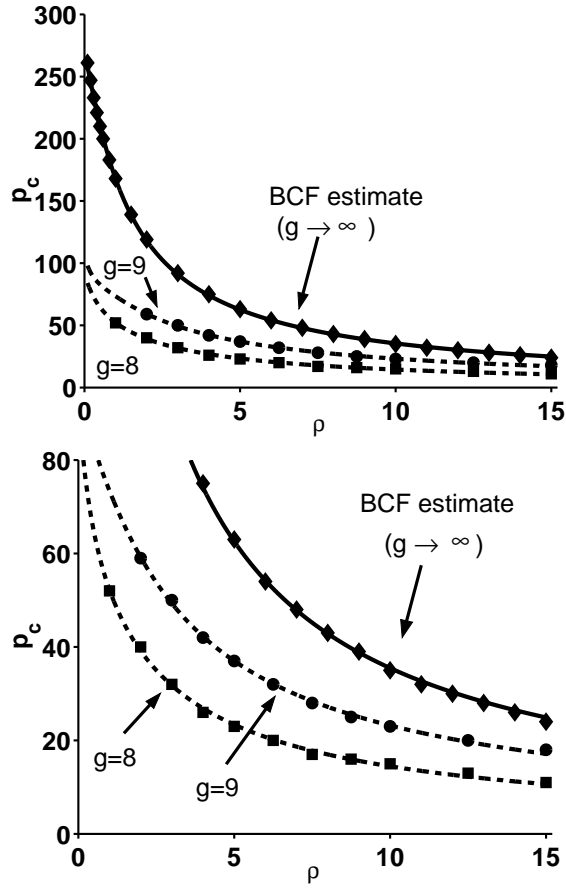 300
250
200
150
100
50
0
p_c
BCF estimate
(g → ∞ )
g=9
g=8
0 5 10 15
ρ
80
60
40
20
0
p_c
BCF estimate
(g → ∞ )
g=8
g=9
0 5 10 15
ρ